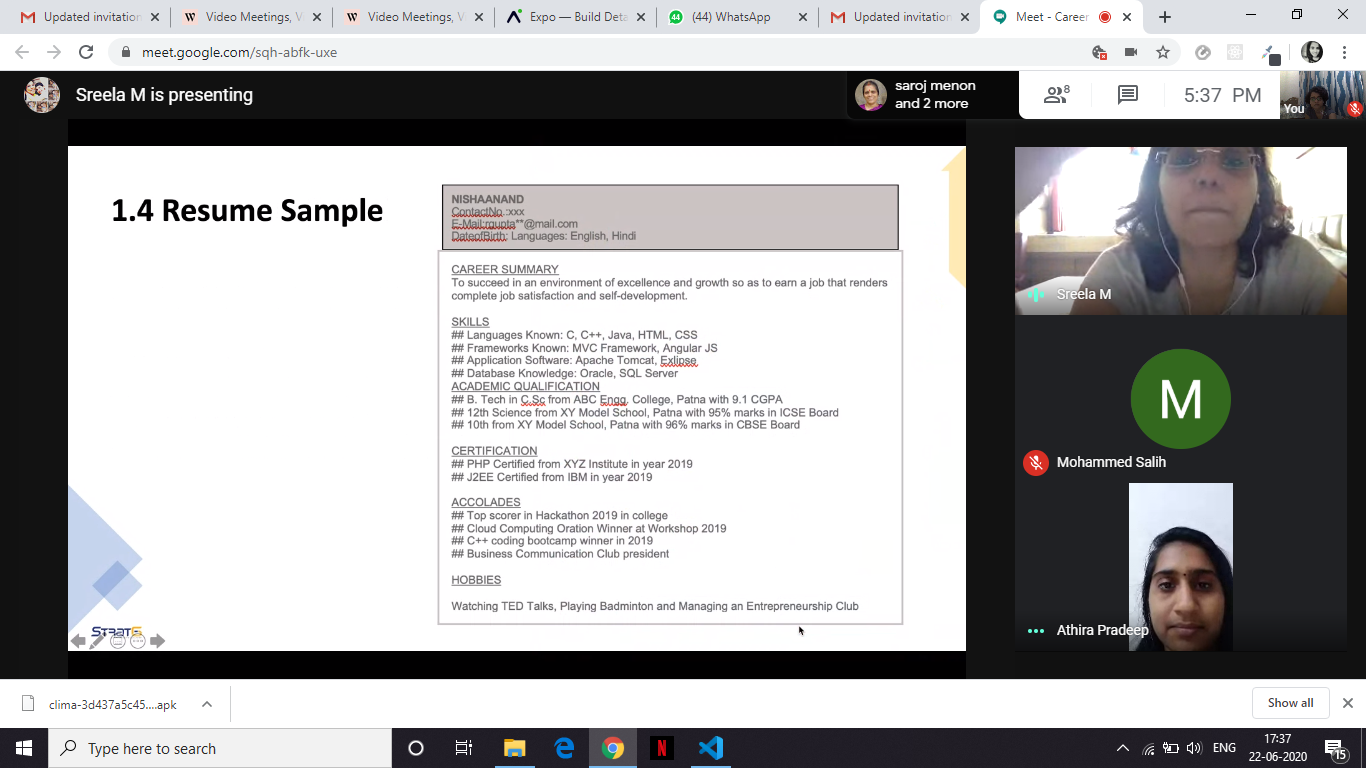 Updated invitation
Video Meetings, V
Video Meetings, V
Expo — Build Deta
(44) WhatsApp
Updated invitation
Meet - Career
meet.google.com/sqh-abfk-uxe
Sreela M is presenting
saroj menon
and 2 more
8
5:37 PM
You
1.4 Resume Sample
NISHAANAND
ContactNo.:xxx
E-Mail:rgupta**@mail.com
DateofBirth: Languages: English, Hindi
CAREER SUMMARY
To succeed in an environment of excellence and growth so as to earn a job that renders
complete job satisfaction and self-development.
SKILLS
## Languages Known: C, C++, Java, HTML, CSS
## Frameworks Known: MVC Framework, Angular JS
## Application Software: Apache Tomcat, Exlipse
## Database Knowledge: Oracle, SQL Server
ACADEMIC QUALIFICATION
## B. Tech in C.Sc from ABC Engg. College, Patna with 9.1 CGPA
## 12th Science from XY Model School, Patna with 95% marks in ICSE Board
## 10th from XY Model School, Patna with 96% marks in CBSE Board
CERTIFICATION
## PHP Certified from XYZ Institute in year 2019
## J2EE Certified from IBM in year 2019
ACCOLADES
## Top scorer in Hackathon 2019 in college
## Cloud Computing Oration Winner at Workshop 2019
## C++ coding bootcamp winner in 2019
## Business Communication Club president
HOBBIES
Watching TED Talks, Playing Badminton and Managing an Entrepreneurship Club
Sreela M
M
Mohammed Salih
Athira Pradeep
clima-3d437a5c45....apk
Show all
Type here to search
ENG
17:37
22-06-2020
15